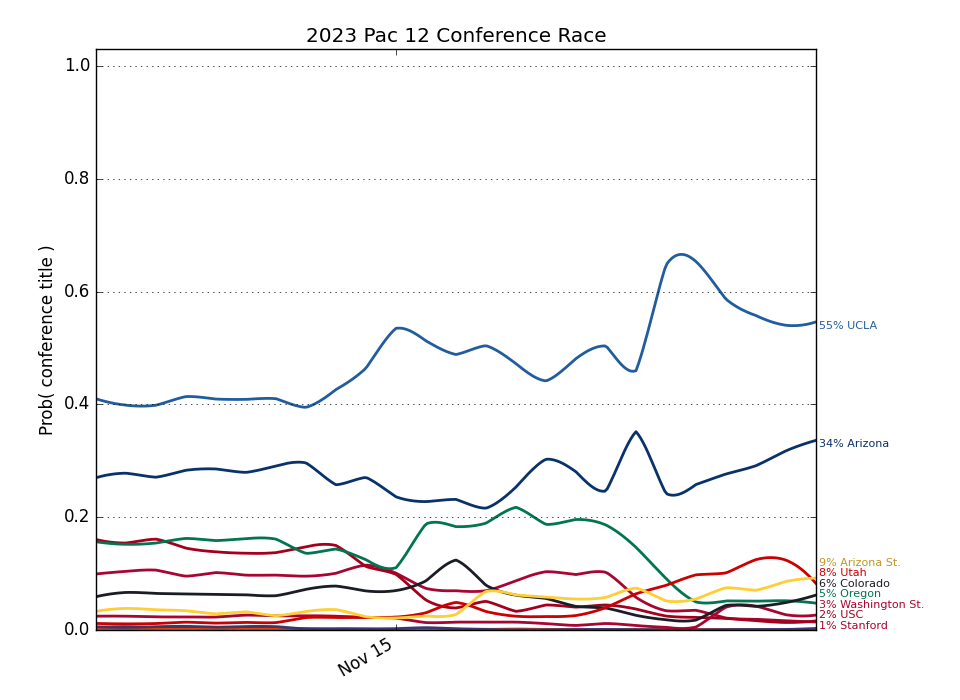 2023 Pac 12 Conference Race
1.0
0.8
0.6
0.4
0.2
0.0
Prob( conference title )
Nov 15
55% UCLA
34% Arizona
9% Arizona St.
8% Utah
6% Colorado
5% Oregon
3% Washington St.
2% USC
1% Stanford